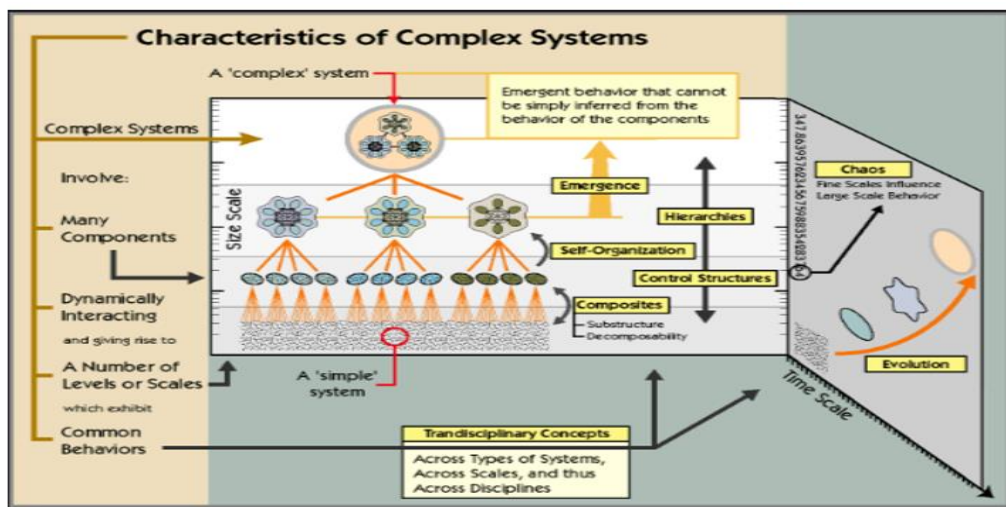 Characteristics of Complex Systems
A 'complex' system
Emergent behavior that cannot
be simply inferred from the
behavior of the components
Complex Systems
Involve:
Many
Components
Dynamically
Interacting
and giving rise to
A Number of
Levels or Scales
which exhibit
Common
Behaviors
Size Scale
Emergence
Hierarchies
Self-Organization
Control Structures
Composites
Substructure
Decomposability
A 'simple'
system
Chaos
Fine Scales Influence
Large Scale Behavior
Evolution
Time Scale
Trandisciplinary Concepts
Across Types of Systems,
Across Scales, and thus
Across Disciplines